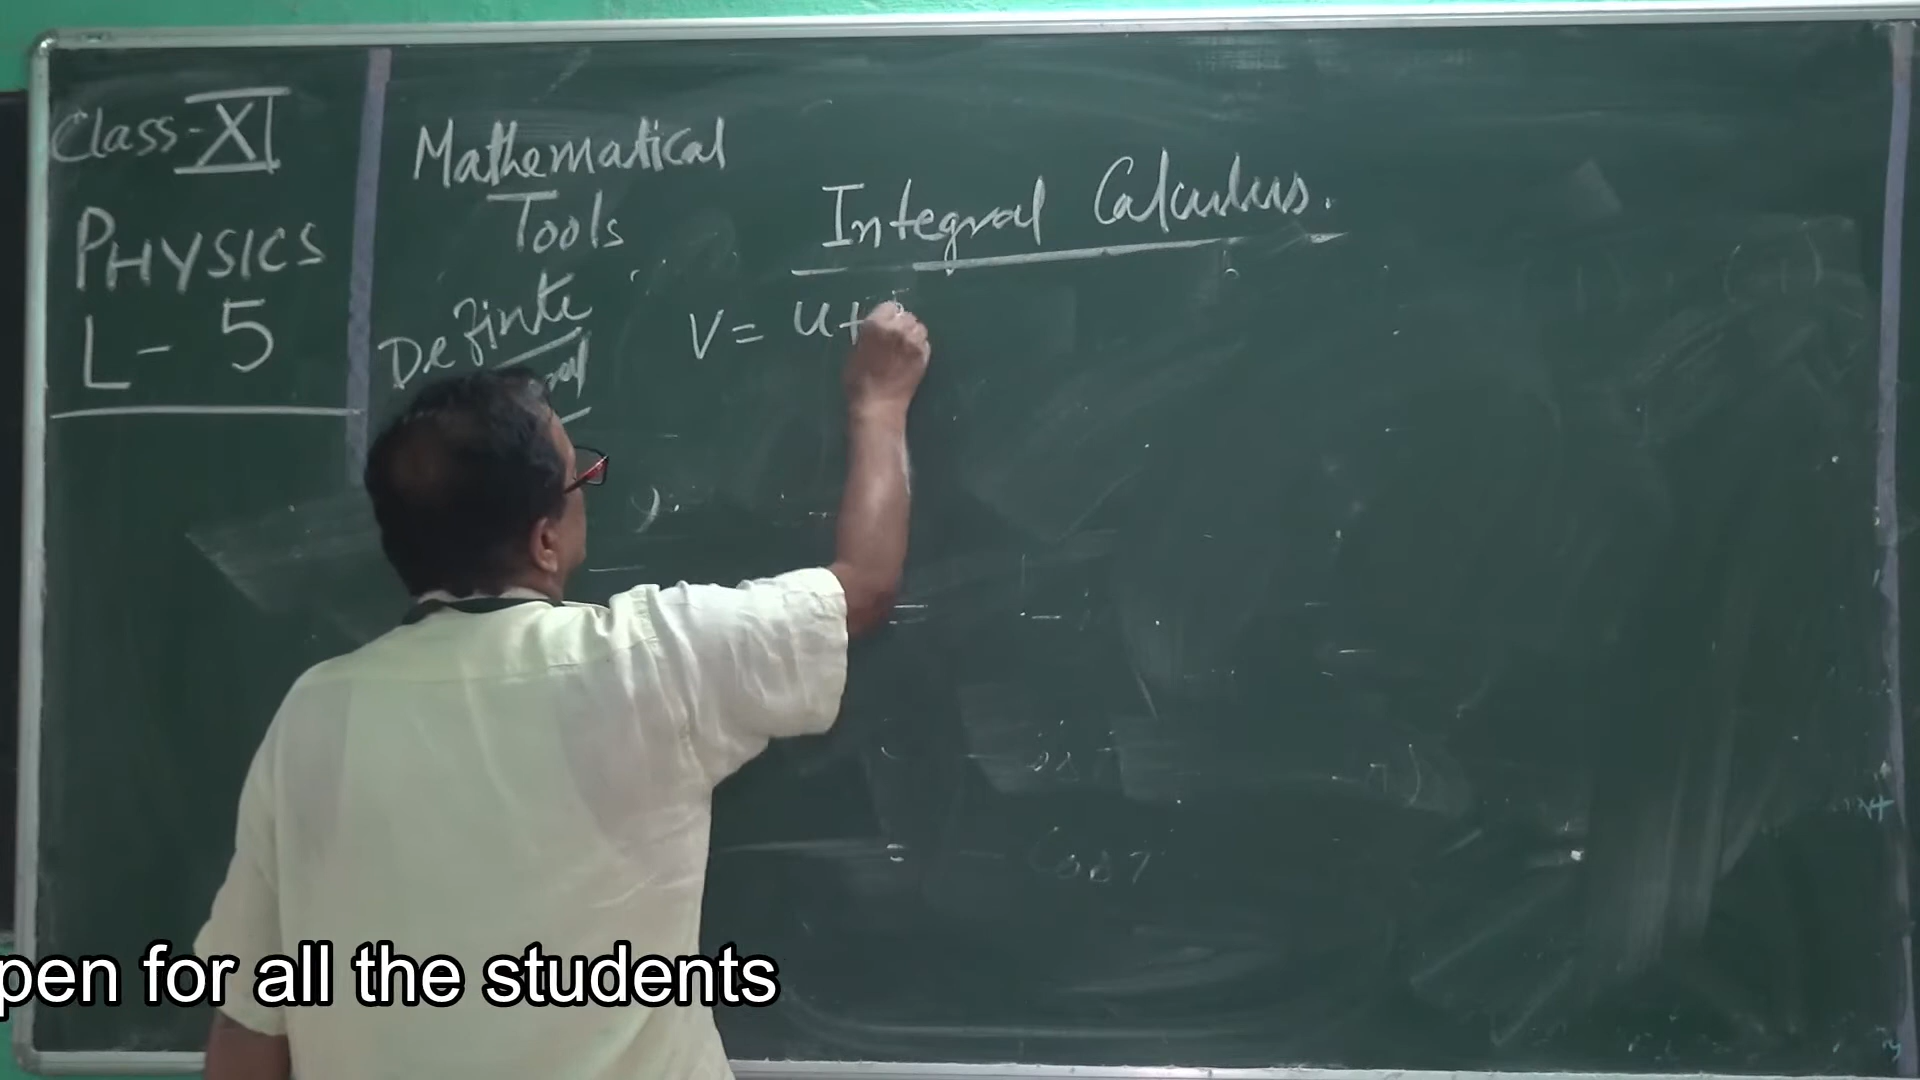 Class-XI
PHYSICS
L-5
Mathematical
Tools
Definte
Integral Calculus.
V = u+
pen for all the students